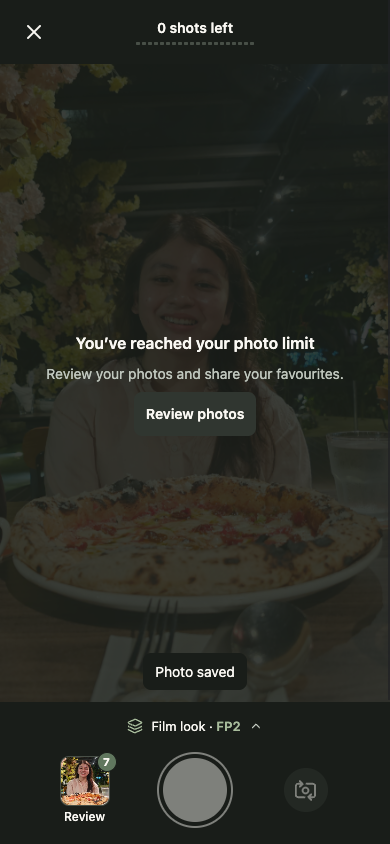 0 shots left
You’ve reached your photo limit
Review your photos and share your favourites.
Review photos
Photo saved
Film look · FP2
7
Review